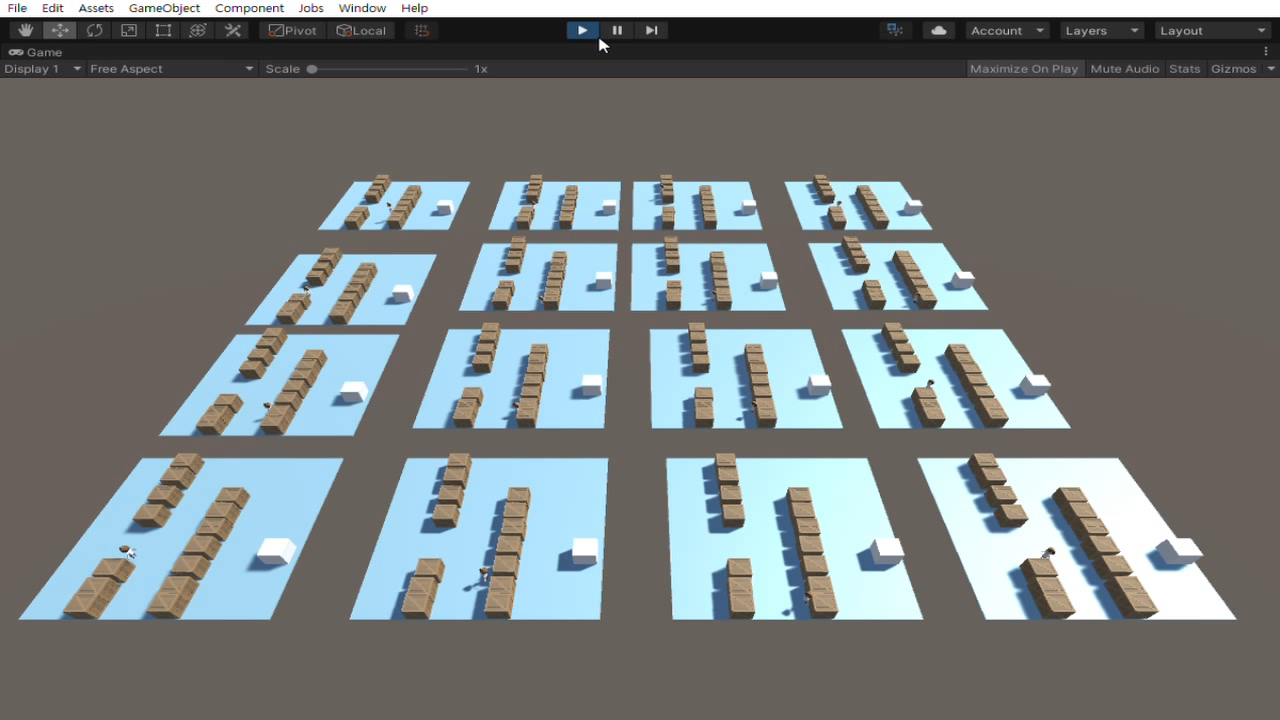 File Edit Assets GameObject Component Jobs Window Help
Pivot Local Account Layers Layout
Game
Display 1 Free Aspect Scale 1x Maximize On Play Mute Audio Stats Gizmos